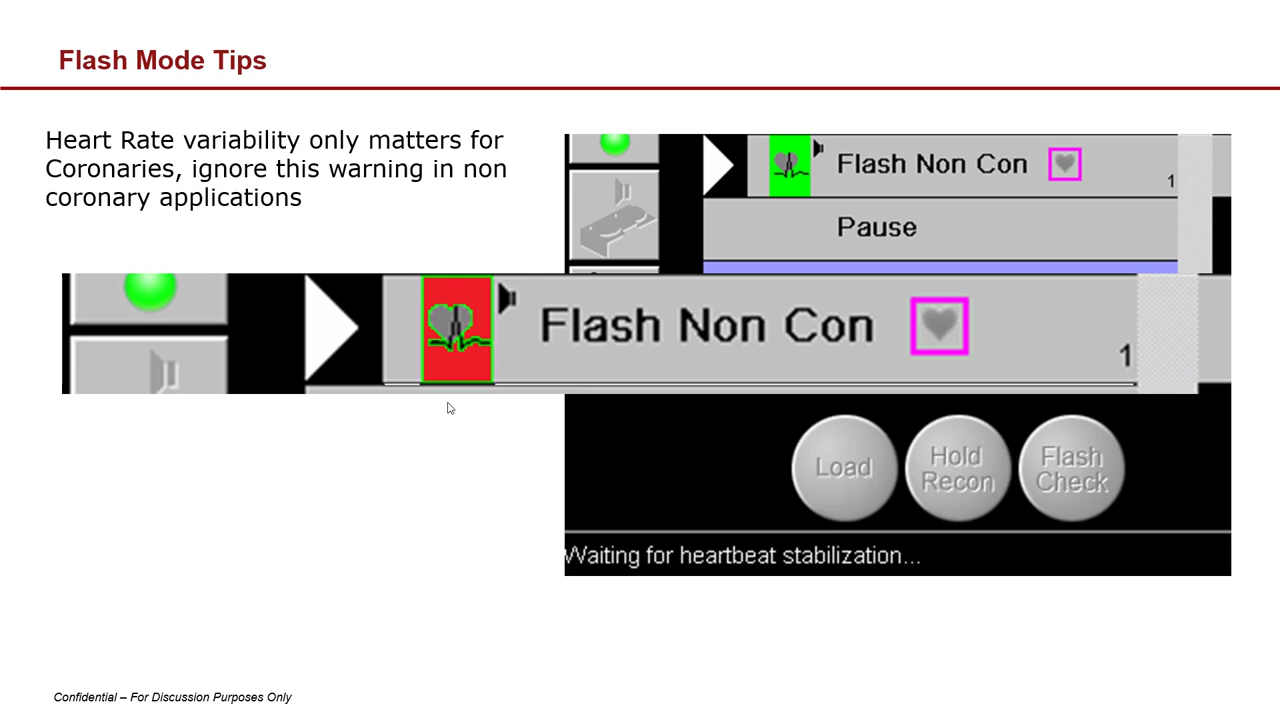 Flash Mode Tips
Heart Rate variability only matters for
Coronaries, ignore this warning in non
coronary applications
Flash Non Con
1
Pause
Flash Non Con
1
Load
Hold
Recon
Flash
Check
Waiting for heartbeat stabilization...
Confidential – For Discussion Purposes Only